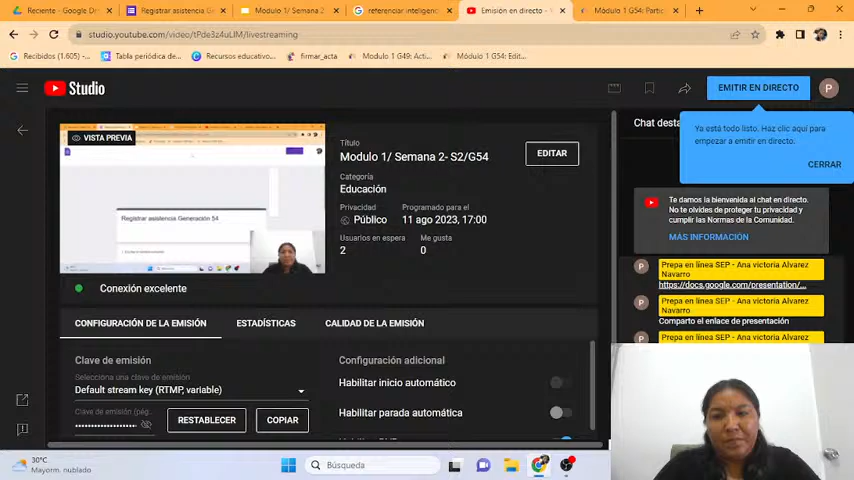 Reciente - Google Dr
Registrar asistencia G
Modulo 1/ Semana 2
referenciar inteligenc
Emisión en directo -
Módulo 1 G54: Parti
studio.youtube.com/video/tPde3z4uLIM/livestreaming
Recibidos (1.605) -...
Tabla periódica de...
Recursos educativo...
firmar_acta
Modulo 1 G49: Acti...
Módulo 1 G54: Edit...
Studio
EMITIR EN DIRECTO
P
VISTA PREVIA
Registrar asistencias Generación 54
Título
Modulo 1/ Semana 2- S2/G54
EDITAR
Categoría
Educación
Privacidad
Público
Programado para el
11 ago 2023, 17:00
Usuarios en espera
2
Me gusta
0
Conexión excelente
Chat desta
Ya está todo listo. Haz clic aquí para
empezar a emitir en directo.
CERRAR
Te damos la bienvenida al chat en directo.
No te olvides de proteger tu privacidad y
cumplir las Normas de la Comunidad.
MÁS INFORMACIÓN
P
Prepa en línea SEP - Ana victoria Alvarez
Navarro
https://docs.google.com/presentation/...
P
Prepa en línea SEP - Ana victoria Alvarez
Navarro
Comparto el enlace de presentación
P
Prepa en línea SEP - Ana victoria Alvarez
CONFIGURACIÓN DE LA EMISIÓN
ESTADÍSTICAS
CALIDAD DE LA EMISIÓN
Clave de emisión
Selecciona una clave de emisión
Default stream key (RTMP, variable)
Clave de emisión (pég
RESTABLECER
COPIAR
Configuración adicional
Habilitar inicio automático
Habilitar parada automática
30°C
Mayorm. nublado
Búsqueda